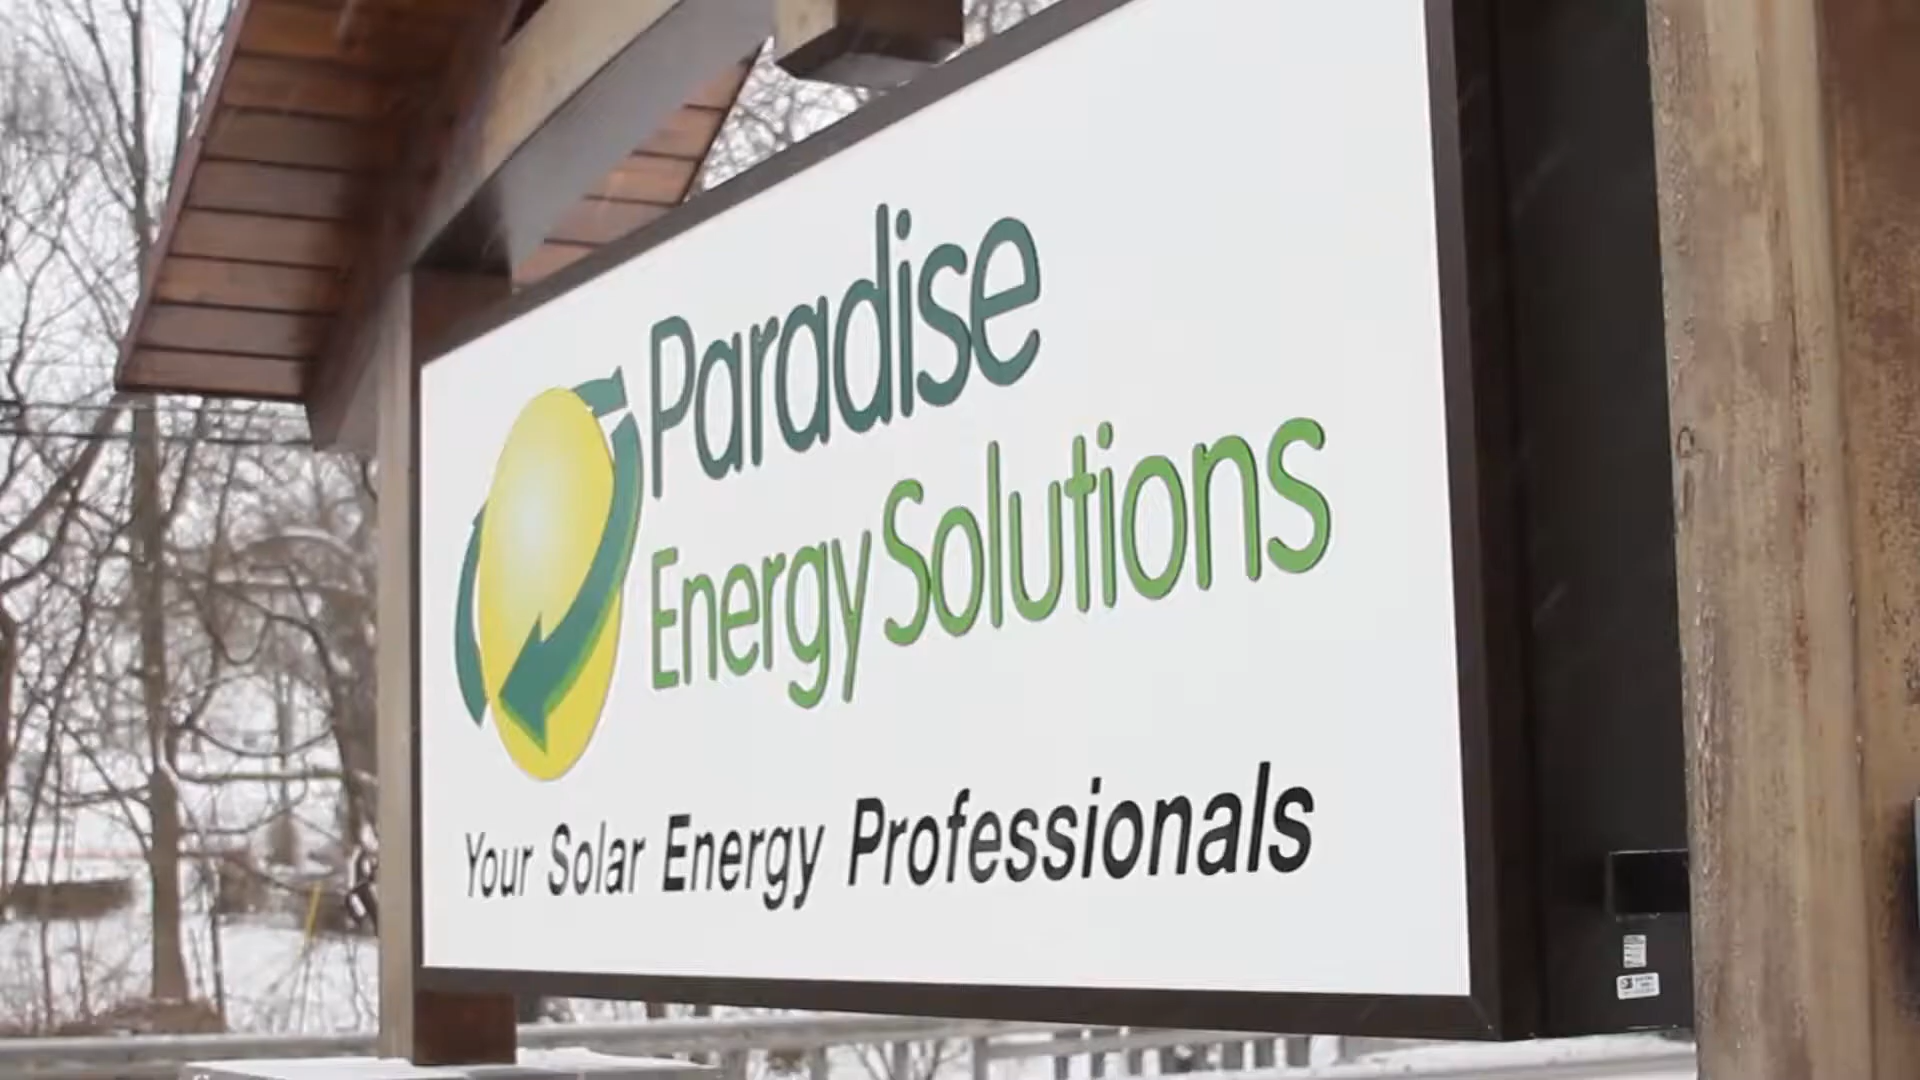 Paradise
Energy Solutions
Your Solar Energy Professionals